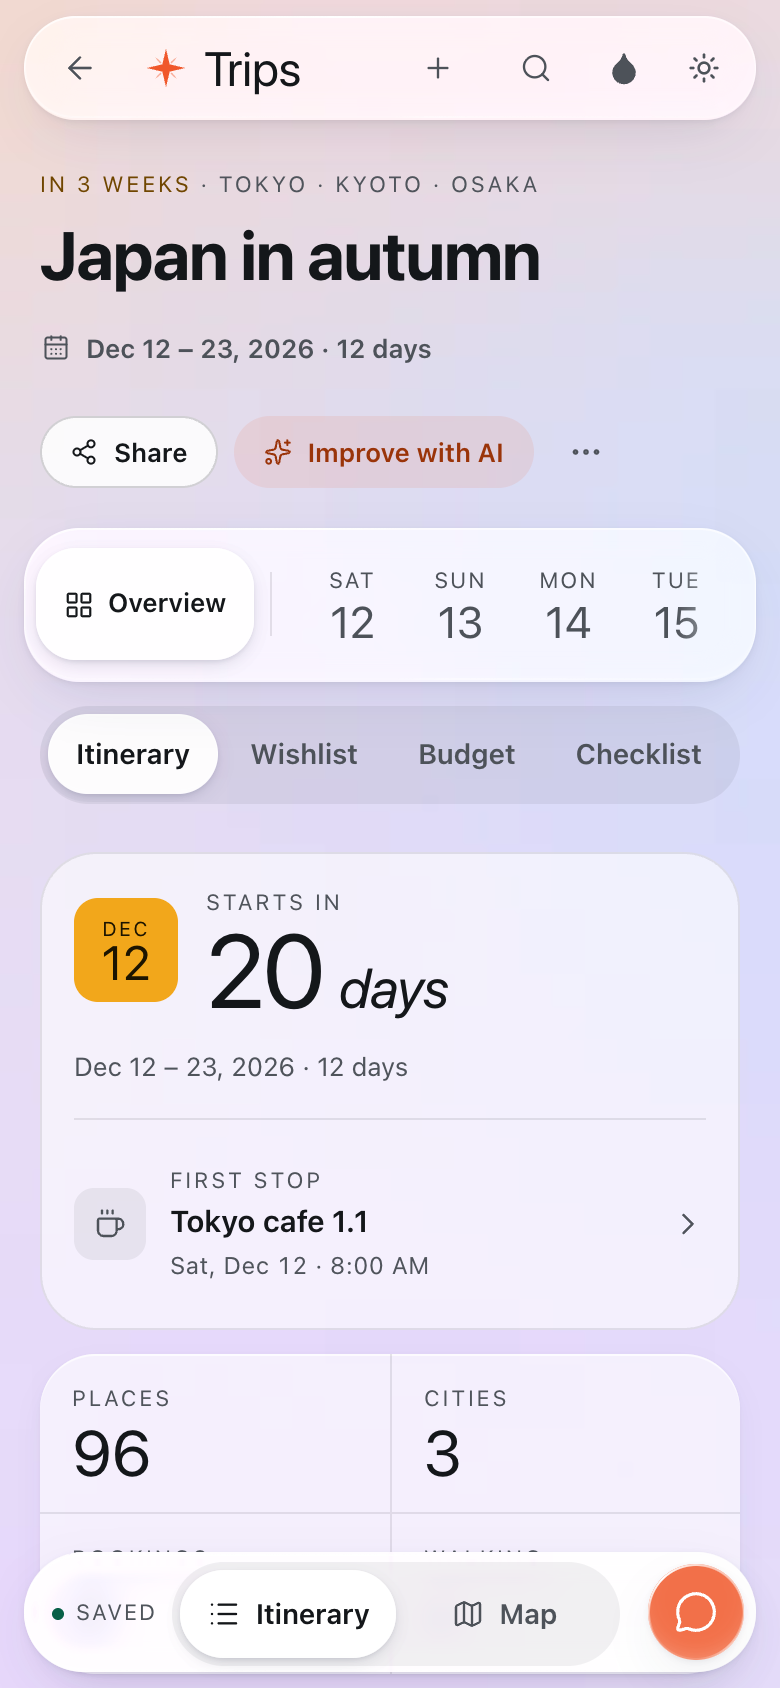 Trips
IN 3 WEEKS · TOKYO · KYOTO · OSAKA
Japan in autumn
Dec 12 – 23, 2026 · 12 days
Share
Improve with AI
Overview
SAT
12
SUN
13
MON
14
TUE
15
Itinerary
Wishlist
Budget
Checklist
DEC
12
STARTS IN
20 days
Dec 12 – 23, 2026 · 12 days
FIRST STOP
Tokyo cafe 1.1
Sat, Dec 12 · 8:00 AM
PLACES
96
CITIES
3
SAVED
Itinerary
Map